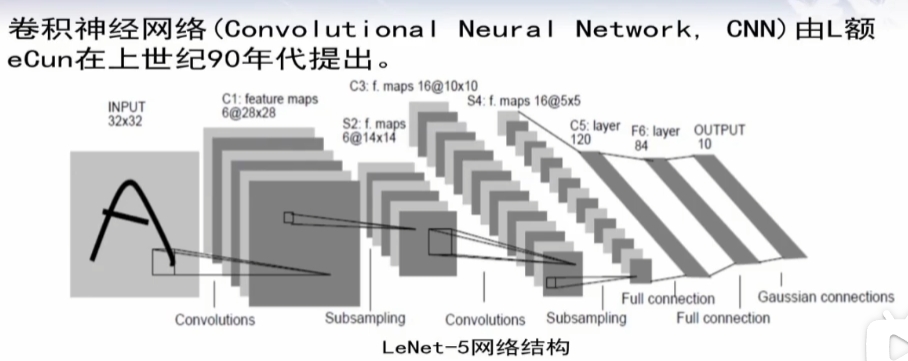 卷积神经网络(Convolutional Neural Network, CNN)由L额
eCun在上世纪90年代提出。
INPUT
32x32
C1: feature maps
6@28x28
S2: f. maps
6@14x14
C3: f. maps 16@10x10
S4: f. maps 16@5x5
C5: layer
120
F6: layer
84
OUTPUT
10
Convolutions
Subsampling
Convolutions
Subsampling
Full connection
Full connection
Gaussian connections
LeNet-5网络结构